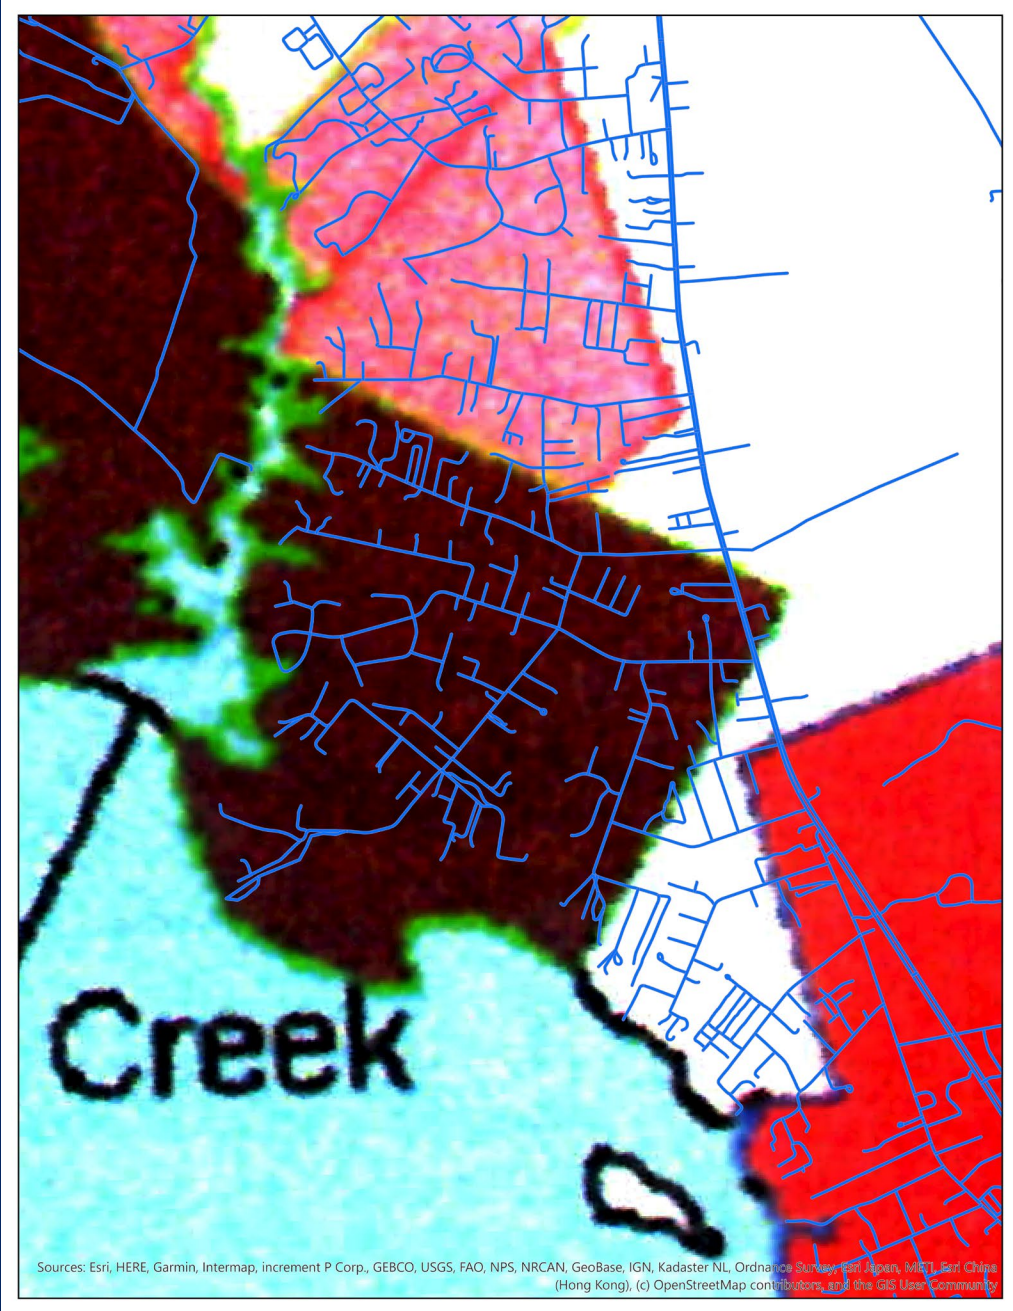 Creek
Sources: Esri, HERE, Garmin, Intermap, increment P Corp., GEBCO, USGS, FAO, NPS, NRCAN, GeoBase, IGN, Kadaster NL, Ordnance Survey, Esri Japan, METI, Esri China
(Hong Kong), (c) OpenStreetMap contributors, and the GIS User Community